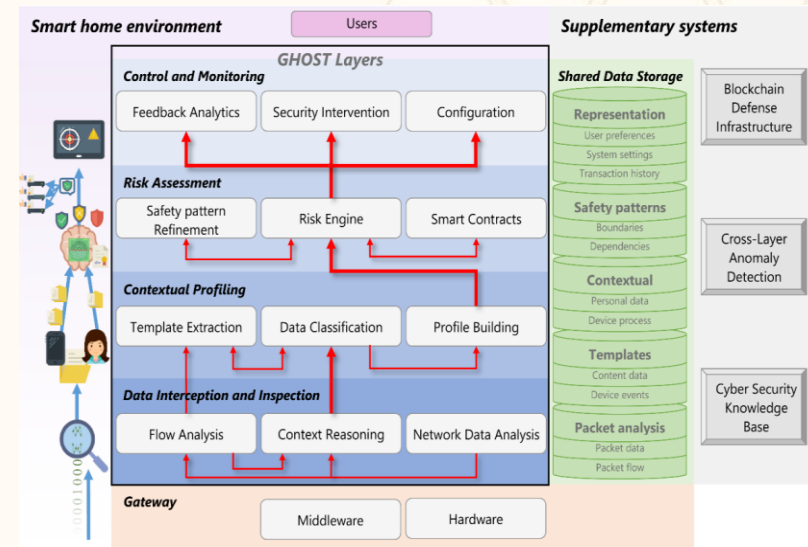 Smart home environment
Users
Supplementary systems
GHOST Layers
Control and Monitoring
Feedback Analytics
Security Intervention
Configuration
Risk Assessment
Safety pattern
Refinement
Risk Engine
Smart Contracts
Contextual Profiling
Template Extraction
Data Classification
Profile Building
Data Interception and Inspection
Flow Analysis
Context Reasoning
Network Data Analysis
Gateway
Middleware
Hardware
Shared Data Storage
Representation
User preferences
System settings
Transaction history
Safety patterns
Boundaries
Dependencies
Contextual
Personal data
Device process
Templates
Content data
Device events
Packet analysis
Packet data
Packet flow
Blockchain
Defense
Infrastructure
Cross-Layer
Anomaly
Detection
Cyber Security
Knowledge
Base